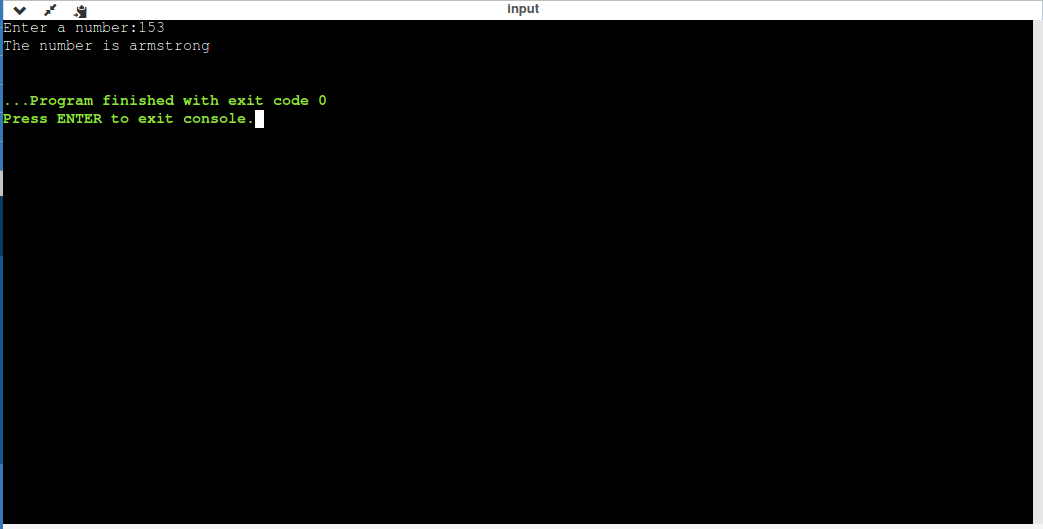 input
Enter a number:153
The number is armstrong
...Program finished with exit code 0
Press ENTER to exit console.